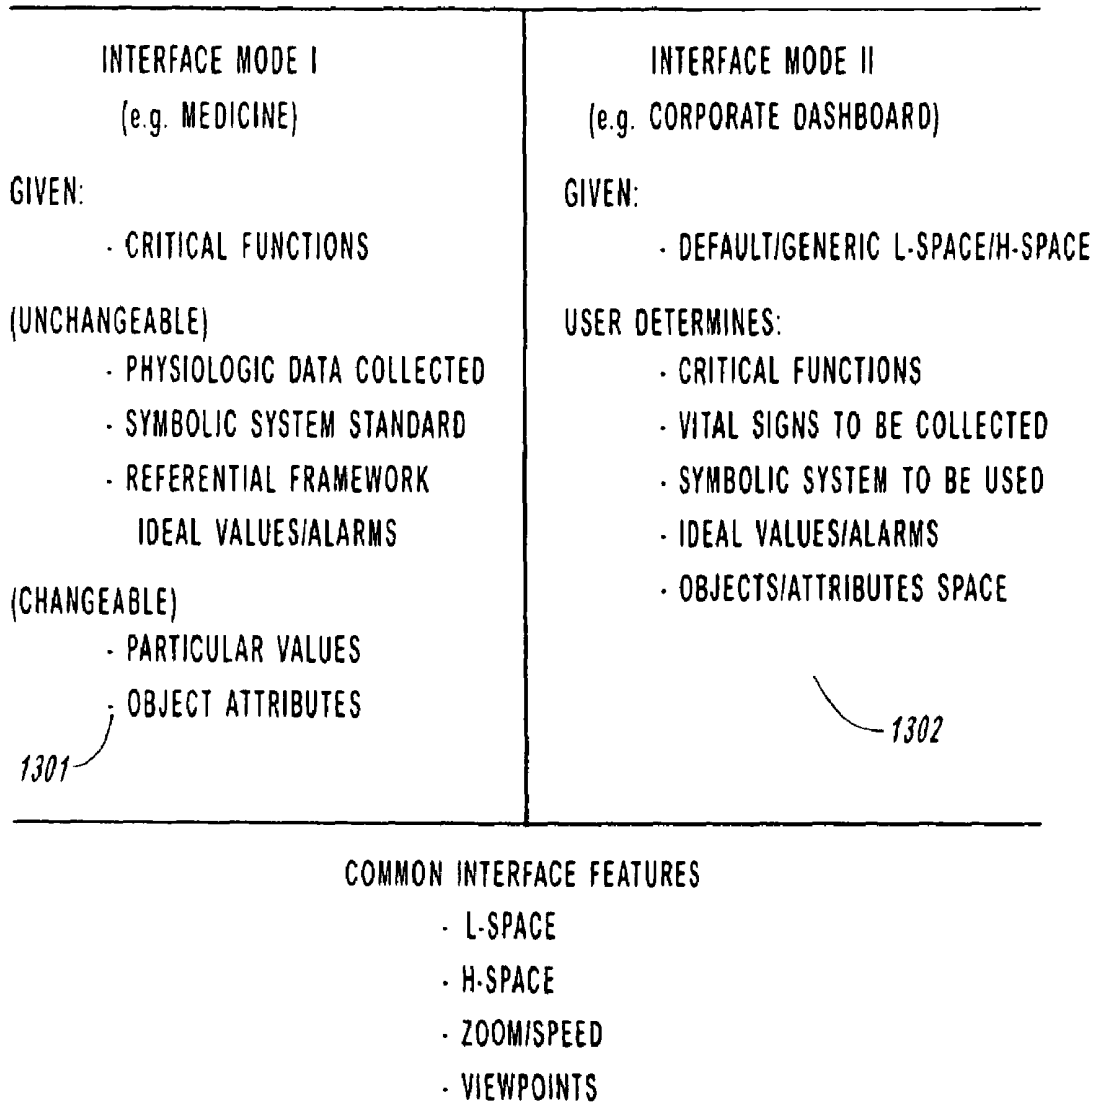 INTERFACE MODE I
(e.g. MEDICINE)
GIVEN:
· CRITICAL FUNCTIONS
(UNCHANGEABLE)
· PHYSIOLOGIC DATA COLLECTED
· SYMBOLIC SYSTEM STANDARD
· REFERENTIAL FRAMEWORK
IDEAL VALUES/ALARMS
(CHANGEABLE)
· PARTICULAR VALUES
· OBJECT ATTRIBUTES
1301
INTERFACE MODE II
(e.g. CORPORATE DASHBOARD)
GIVEN:
· DEFAULT/GENERIC L-SPACE/H-SPACE
USER DETERMINES:
· CRITICAL FUNCTIONS
· VITAL SIGNS TO BE COLLECTED
· SYMBOLIC SYSTEM TO BE USED
· IDEAL VALUES/ALARMS
· OBJECTS/ATTRIBUTES SPACE
1302
COMMON INTERFACE FEATURES
· L-SPACE
· H-SPACE
· ZOOM/SPEED
· VIEWPOINTS